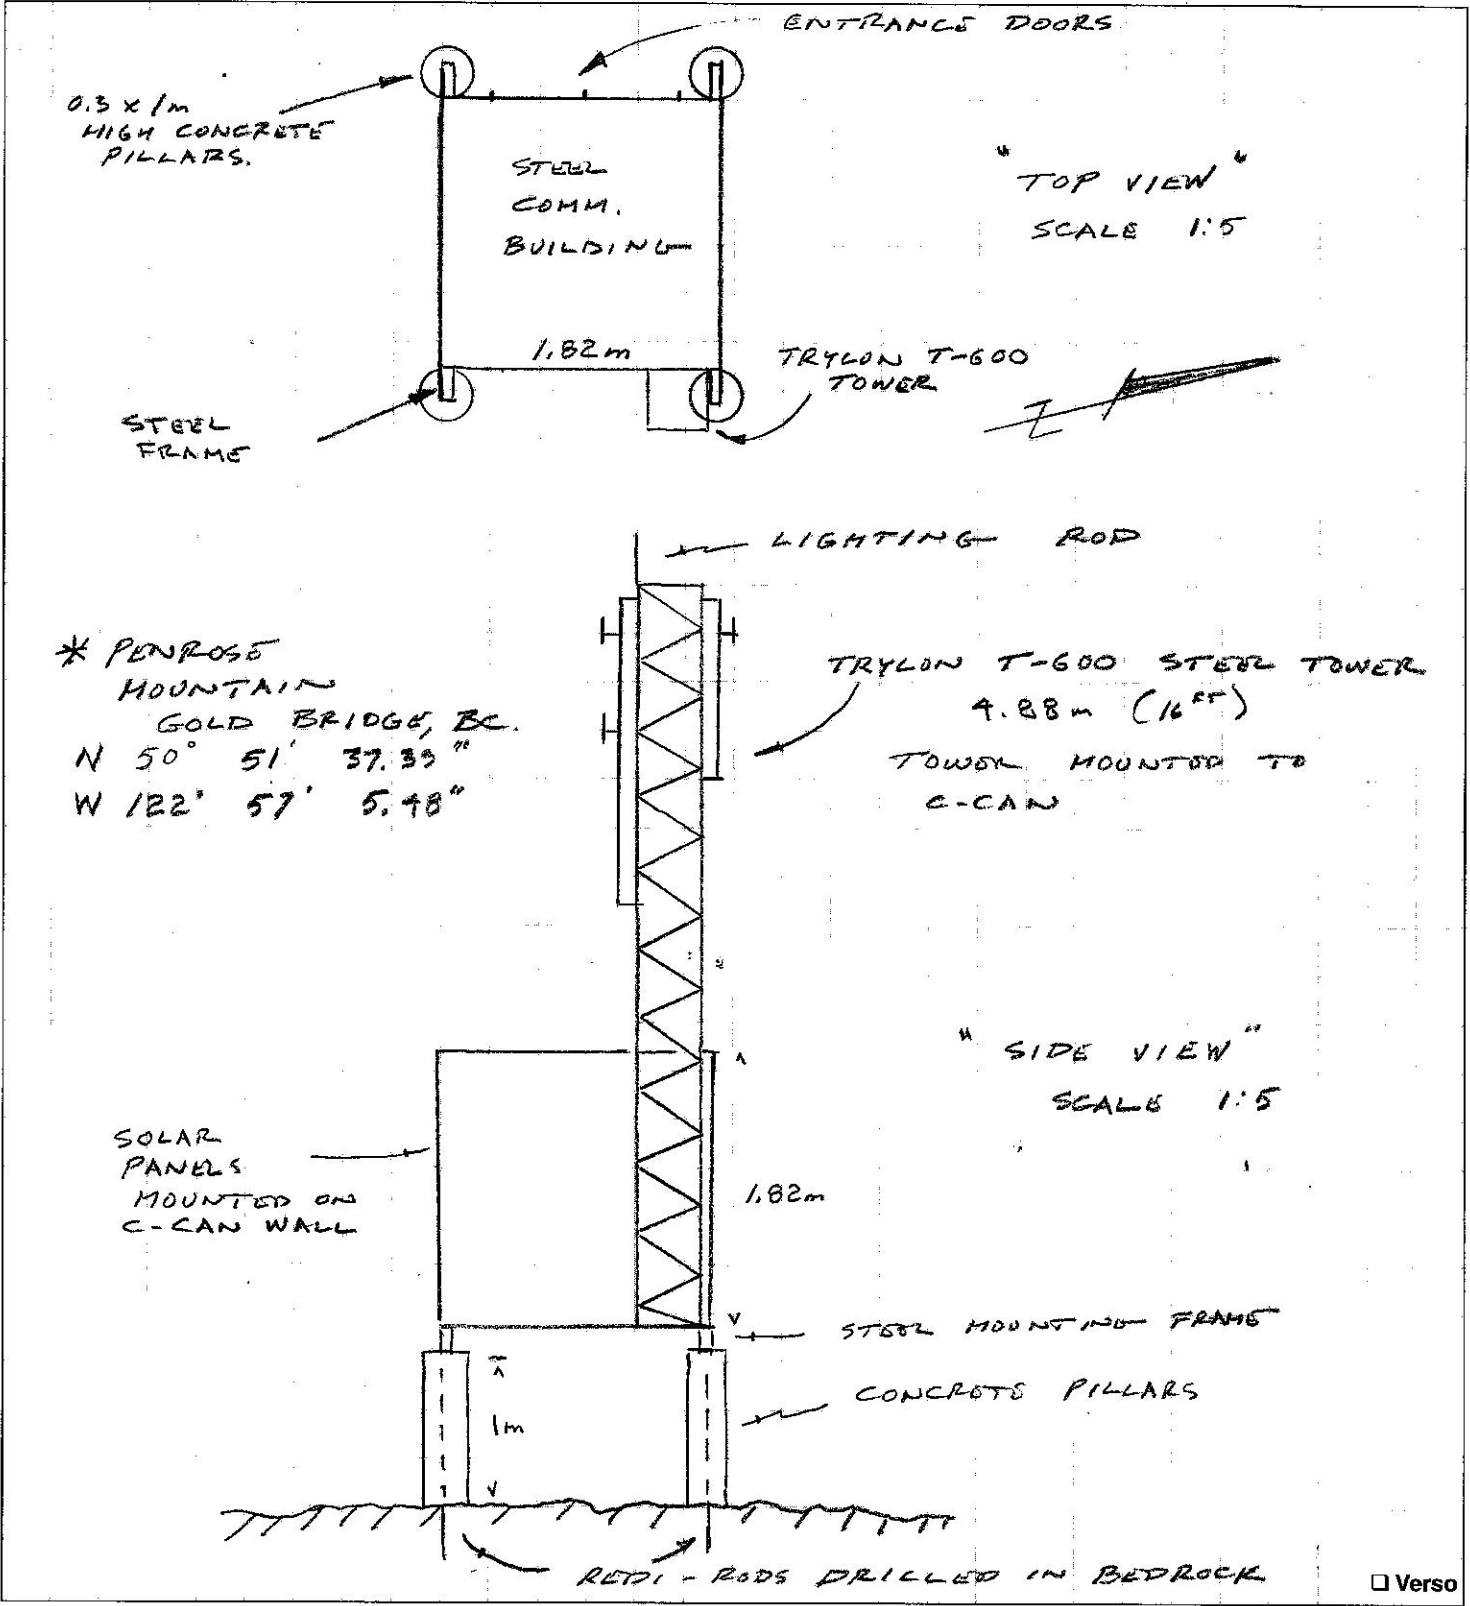 ENTRANCE DOORS
0.3 x 1m
HIGH CONCRETE
PILLARS.
STEEL
COMM.
BUILDING
"TOP VIEW"
SCALE 1:5
1.82m
TRYLON T-600
TOWER
STEEL
FRAME
Z
LIGHTING ROD
* PENROSE
MOUNTAIN
GOLD BRIDGE, BC.
N 50° 51' 37.39"
W 122° 57' 5.48"
TRYLON T-600 STEEL TOWER
4.88m (16FT)
TOWER MOUNTED TO
C-CAN
"SIDE VIEW"
SCALE 1:5
SOLAR
PANELS
MOUNTED ON
C-CAN WALL
1.82m
STEEL MOUNTING FRAME
CONCRETE PILLARS
1m
REDI-RODS DRILLED IN BEDROCK
Verso